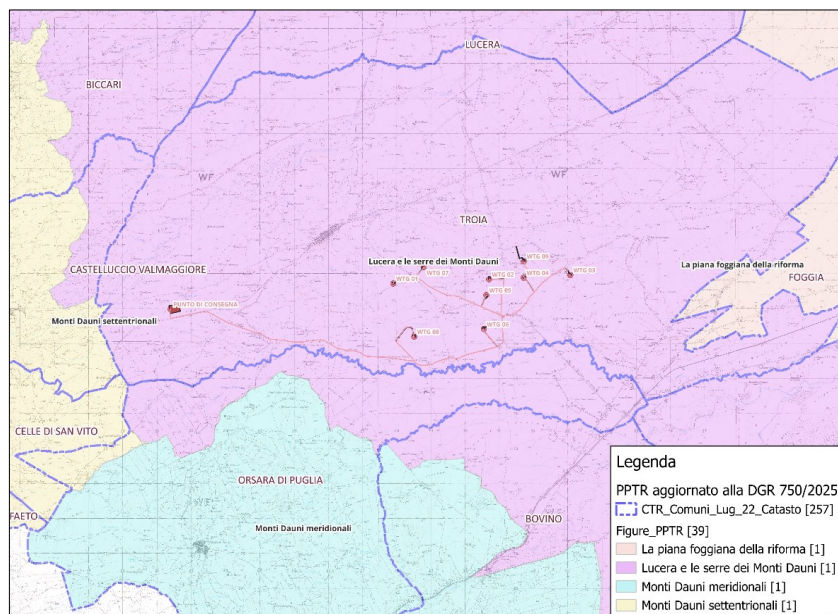 LUCERA
BICCARI
WF
WF
TROIA
Lucera e le serre dei Monti Dauni
WTG 09
La piana foggiana della riforma
CASTELLUCCIO VALMAGGIORE
WTG 07
WTG 01
WTG 02
WTG 04
WTG 03
FOGGIA
WTG 05
PUNTO DI CONSEGNA
Monti Dauni settentrionali
WTG 08
CELLE DI SAN VITO
ORSARA DI PUGLIA
FAETO
BOVINO
Monti Dauni meridionali
Legenda
PPTR aggiornato alla DGR 750/2025
CTR_Comuni_Lug_22_Catasto [257]
Figure_PPTR [39]
La piana foggiana della riforma [1]
Lucera e le serre dei Monti Dauni [1]
Monti Dauni meridionali [1]
Monti Dauni settentrionali [1]